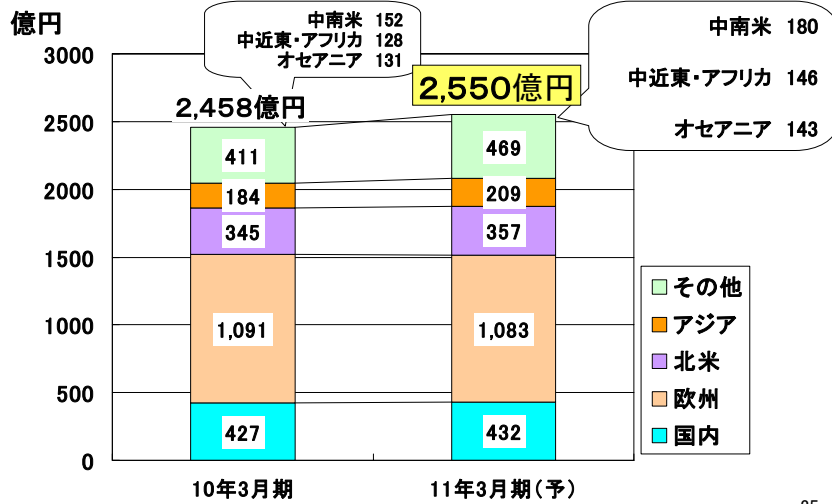 億円
中南米 152
中近東・アフリカ 128
オセアニア 131
中南米 180
中近東・アフリカ 146
オセアニア 143
2,458億円
2,550億円
3000
2500
2000
1500
1000
500
0
411
184
345
1,091
427
469
209
357
1,083
432
その他
アジア
北米
欧州
国内
10年3月期
11年3月期(予)